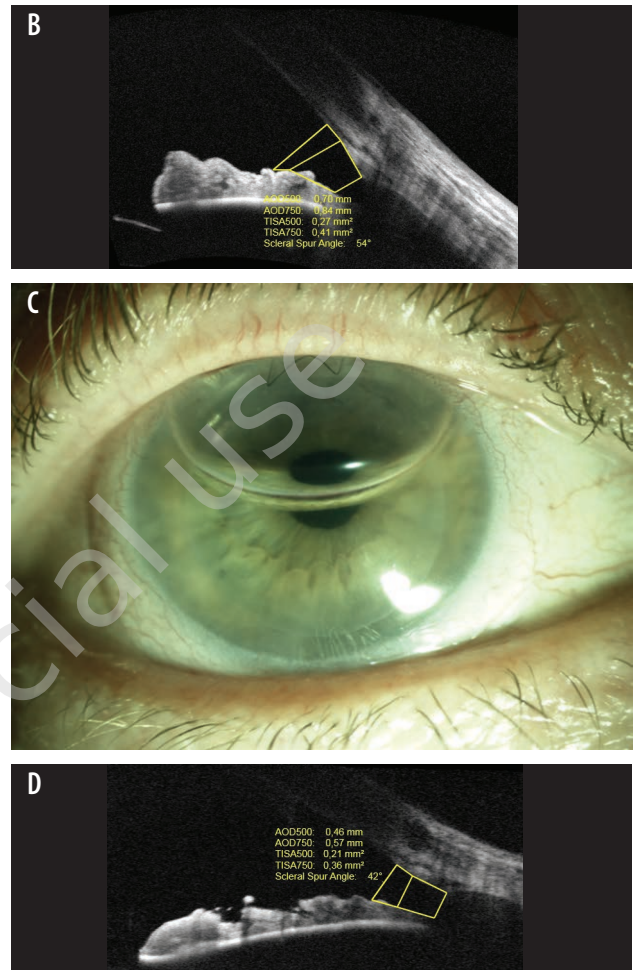 B
AOD500: 0,70 mm
AOD750: 0,84 mm
TISA500: 0,27 mm²
TISA750: 0,41 mm²
Scleral Spur Angle: 54°
C
cial use
D
AOD500: 0,46 mm
AOD750: 0,57 mm
TISA500: 0,21 mm²
TISA750: 0,36 mm²
Scleral Spur Angle: 42°